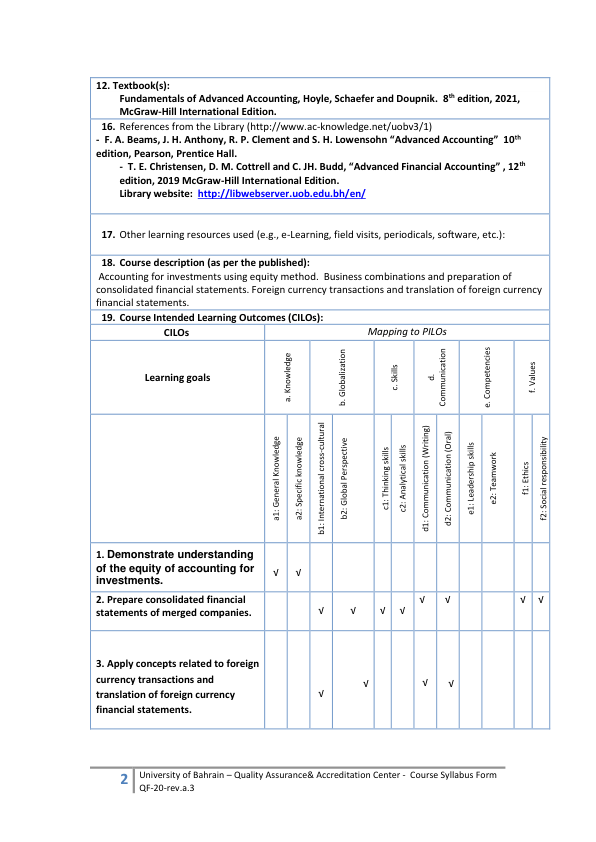 12. Textbook(s):
Fundamentals of Advanced Accounting, Hoyle, Schaefer and Doupnik. 8th edition, 2021,
McGraw-Hill International Edition.
16. References from the Library (http://www.ac-knowledge.net/uobv3/1)
- F. A. Beams, J. H. Anthony, R. P. Clement and S. H. Lowensohn “Advanced Accounting” 10th
edition, Pearson, Prentice Hall.
- T. E. Christensen, D. M. Cottrell and C. JH. Budd, “Advanced Financial Accounting” , 12th
edition, 2019 McGraw-Hill International Edition.
Library website: http://libwebserver.uob.edu.bh/en/
17. Other learning resources used (e.g., e-Learning, field visits, periodicals, software, etc.):
18. Course description (as per the published):
Accounting for investments using equity method. Business combinations and preparation of
consolidated financial statements. Foreign currency transactions and translation of foreign currency
financial statements.
19. Course Intended Learning Outcomes (CILOs):
CILOs Mapping to PILOs
Learning goals
a. Knowledge
b. Globalization
c. Skills
d.
Communication
e. Competencies
f. Values
a1: General Knowledge
a2: Specific knowledge
b1: International cross-cultural
b2: Global Perspective
c1: Thinking skills
c2: Analytical skills
d1: Communication (Writing)
d2: Communication (Oral)
e1: Leadership skills
e2: Teamwork
f1: Ethics
f2: Social responsibility
1. Demonstrate understanding
of the equity of accounting for
investments.
√ √
2. Prepare consolidated financial
statements of merged companies.
√ √ √ √ √ √ √ √
3. Apply concepts related to foreign
currency transactions and
translation of foreign currency
financial statements.
√ √ √ √
2 University of Bahrain – Quality Assurance& Accreditation Center - Course Syllabus Form
QF-20-rev.a.3